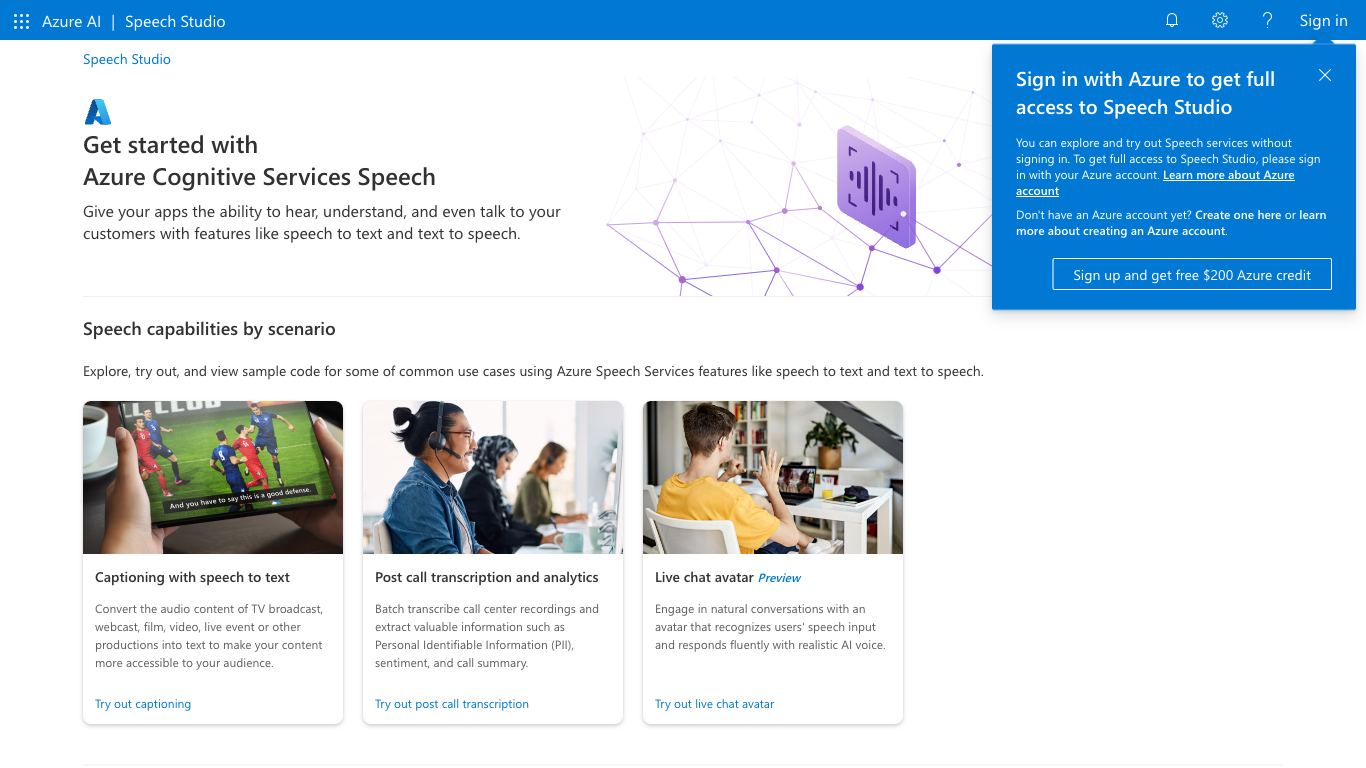 Azure AI | Speech Studio
Sign in
Speech Studio
Get started with
Azure Cognitive Services Speech
Give your apps the ability to hear, understand, and even talk to your
customers with features like speech to text and text to speech.
Sign in with Azure to get full
access to Speech Studio
You can explore and try out Speech services without
signing in. To get full access to Speech Studio, please sign
in with your Azure account. Learn more about Azure
account
Don't have an Azure account yet? Create one here or learn
more about creating an Azure account.
Sign up and get free $200 Azure credit
Speech capabilities by scenario
Explore, try out, and view sample code for some of common use cases using Azure Speech Services features like speech to text and text to speech.
CLUB
And you have to say this is a good defense.
Captioning with speech to text
Convert the audio content of TV broadcast,
webcast, film, video, live event or other
productions into text to make your content
more accessible to your audience.
Try out captioning
Post call transcription and analytics
Batch transcribe call center recordings and
extract valuable information such as
Personal Identifiable Information (PII),
sentiment, and call summary.
Try out post call transcription
Live chat avatar Preview
Engage in natural conversations with an
avatar that recognizes users' speech input
and responds fluently with realistic AI voice.
Try out live chat avatar